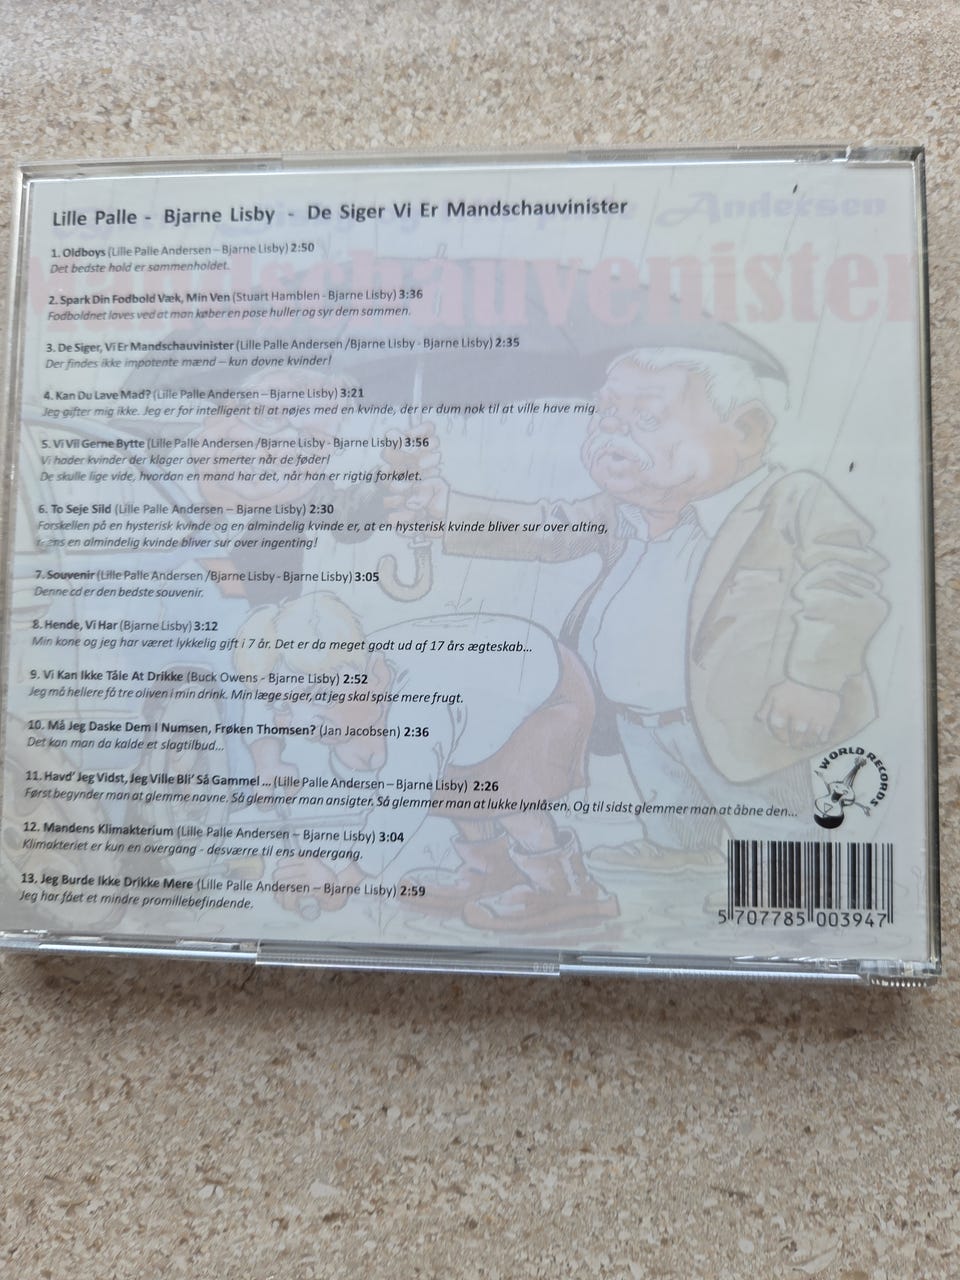 Lille Palle - Bjarne Lisby - De Siger Vi Er Mandschauvinister
Andersen
Mandschauvenister
1. Oldboys (Lille Palle Andersen – Bjarne Lisby) 2:50
Det bedste hold er sammenholdet.
2. Spark Din Fodbold Væk, Min Ven (Stuart Hamblen - Bjarne Lisby) 3:36
Fodboldnet laves ved at man køber en pose huller og syr dem sammen.
3. De Siger, Vi Er Mandschauvinister (Lille Palle Andersen /Bjarne Lisby - Bjarne Lisby) 2:35
Der findes ikke impotente mænd – kun dovne kvinder!
4. Kan Du Lave Mad? (Lille Palle Andersen – Bjarne Lisby) 3:21
Jeg gifter mig ikke. Jeg er for intelligent til at nøjes med en kvinde, der er dum nok til at ville have mig.
5. Vi Vil Gerne Bytte (Lille Palle Andersen /Bjarne Lisby - Bjarne Lisby) 3:56
Vi hader kvinder der klager over smerter når de føder!
De skulle lige vide, hvordan en mand har det, når han er rigtig forkølet.
6. To Seje Sild (Lille Palle Andersen – Bjarne Lisby) 2:30
Forskellen på en hysterisk kvinde og en almindelig kvinde er, at en hysterisk kvinde bliver sur over alting,
en almindelig kvinde bliver sur over ingenting!
7. Souvenir (Lille Palle Andersen /Bjarne Lisby - Bjarne Lisby) 3:05
Denne cd er den bedste souvenir.
8. Hende, Vi Har (Bjarne Lisby) 3:12
Min kone og jeg har været lykkelig gift i 7 år. Det er da meget godt ud af 17 års ægteskab...
9. Vi Kan Ikke Tåle At Drikke (Buck Owens - Bjarne Lisby) 2:52
Jeg må hellere få tre oliven i min drink. Min læge siger, at jeg skal spise mere frugt.
10. Må Jeg Daske Dem I Numsen, Frøken Thomsen? (Jan Jacobsen) 2:36
Det kan man da kalde et slagtilbud...
11. Havd' Jeg Vidst, Jeg Ville Bli' Så Gammel ... (Lille Palle Andersen – Bjarne Lisby) 2:26
Først begynder man at glemme navne. Så glemmer man ansigter. Så glemmer man at lukke lynlåsen. Og til sidst glemmer man at åbne den...
12. Mandens Klimakterium (Lille Palle Andersen – Bjarne Lisby) 3:04
Klimakteriet er kun en overgang - desværre til ens undergang.
13. Jeg Burde Ikke Drikke Mere (Lille Palle Andersen – Bjarne Lisby) 2:59
Jeg har fået et mindre promillebefindende.
WORLD RECORDS
5 707785 003947